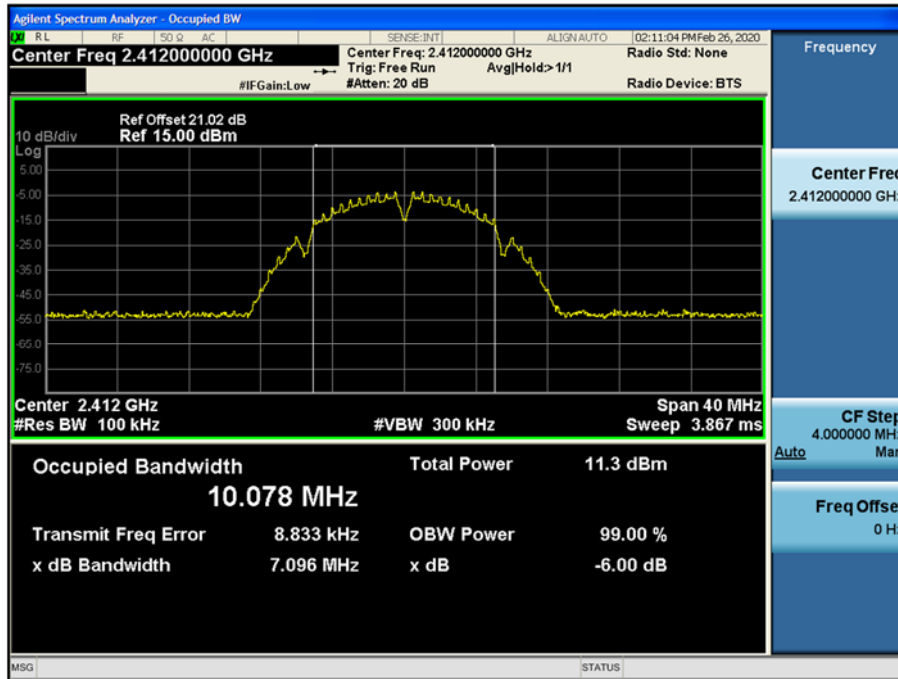 Agilent Spectrum Analyzer - Occupied BW
LXI RL RF 50 Ω AC SENSE:INT ALIGN AUTO 02:11:04 PM Feb 26, 2020
Center Freq 2.412000000 GHz
Center Freq: 2.412000000 GHz
Radio Std: None
Trig: Free Run Avg|Hold:> 1/1
#IFGain:Low
#Atten: 20 dB
Radio Device: BTS
Ref Offset 21.02 dB
10 dB/div Ref 15.00 dBm
Log
5.00
-5.00
-15.0
-25.0
-35.0
-45.0
-55.0
-65.0
-75.0
Center 2.412 GHz Span 40 MHz
#Res BW 100 kHz #VBW 300 kHz Sweep 3.867 ms
Occupied Bandwidth Total Power 11.3 dBm
10.078 MHz
Transmit Freq Error 8.833 kHz OBW Power 99.00 %
x dB Bandwidth 7.096 MHz x dB -6.00 dB
MSG STATUS
Frequency
Center Freq
2.412000000 GHz
CF Step
4.000000 MHz
Auto Man
Freq Offset
0 Hz